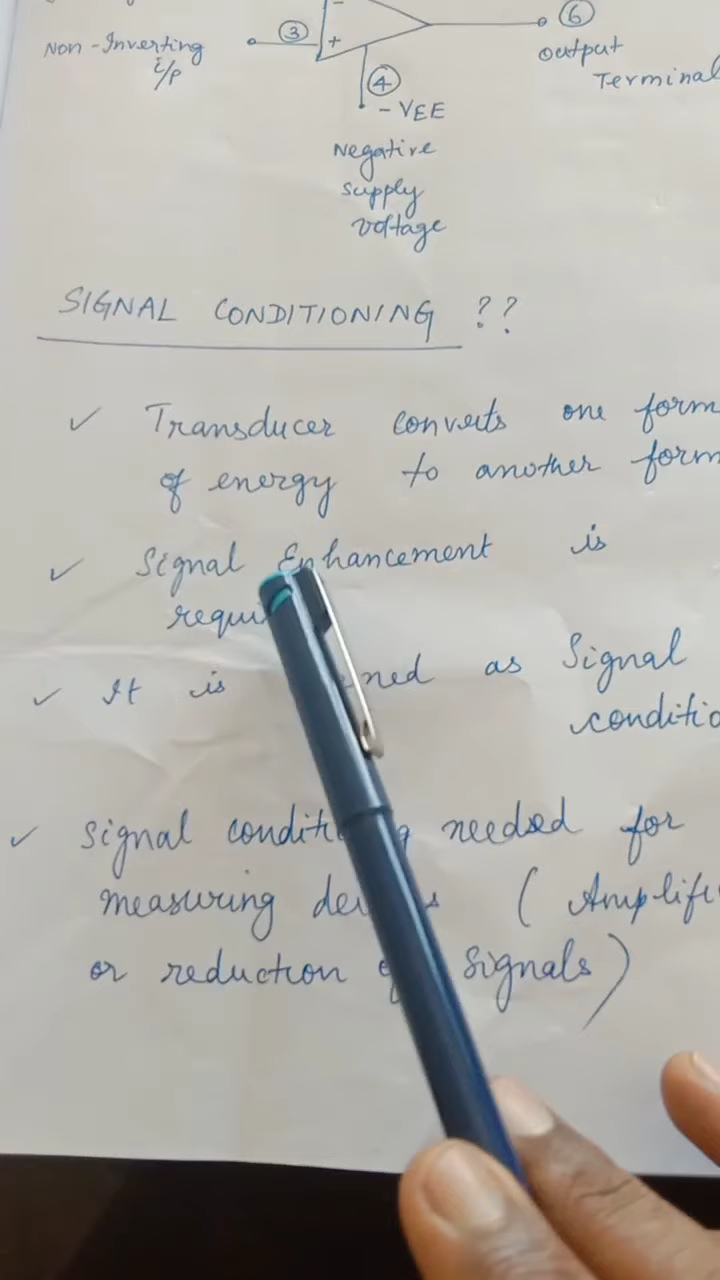 Non-Inverting
i/p
③
+
-
⑥
output
Terminal
④
- VEE
Negative
supply
voltage
SIGNAL CONDITIONING ??
✓ Transducer converts one form
of energy to another form
✓ Signal Enhancement is
✓ It is as Signal
✓ Signal needed for
measuring (
or reduction signals)